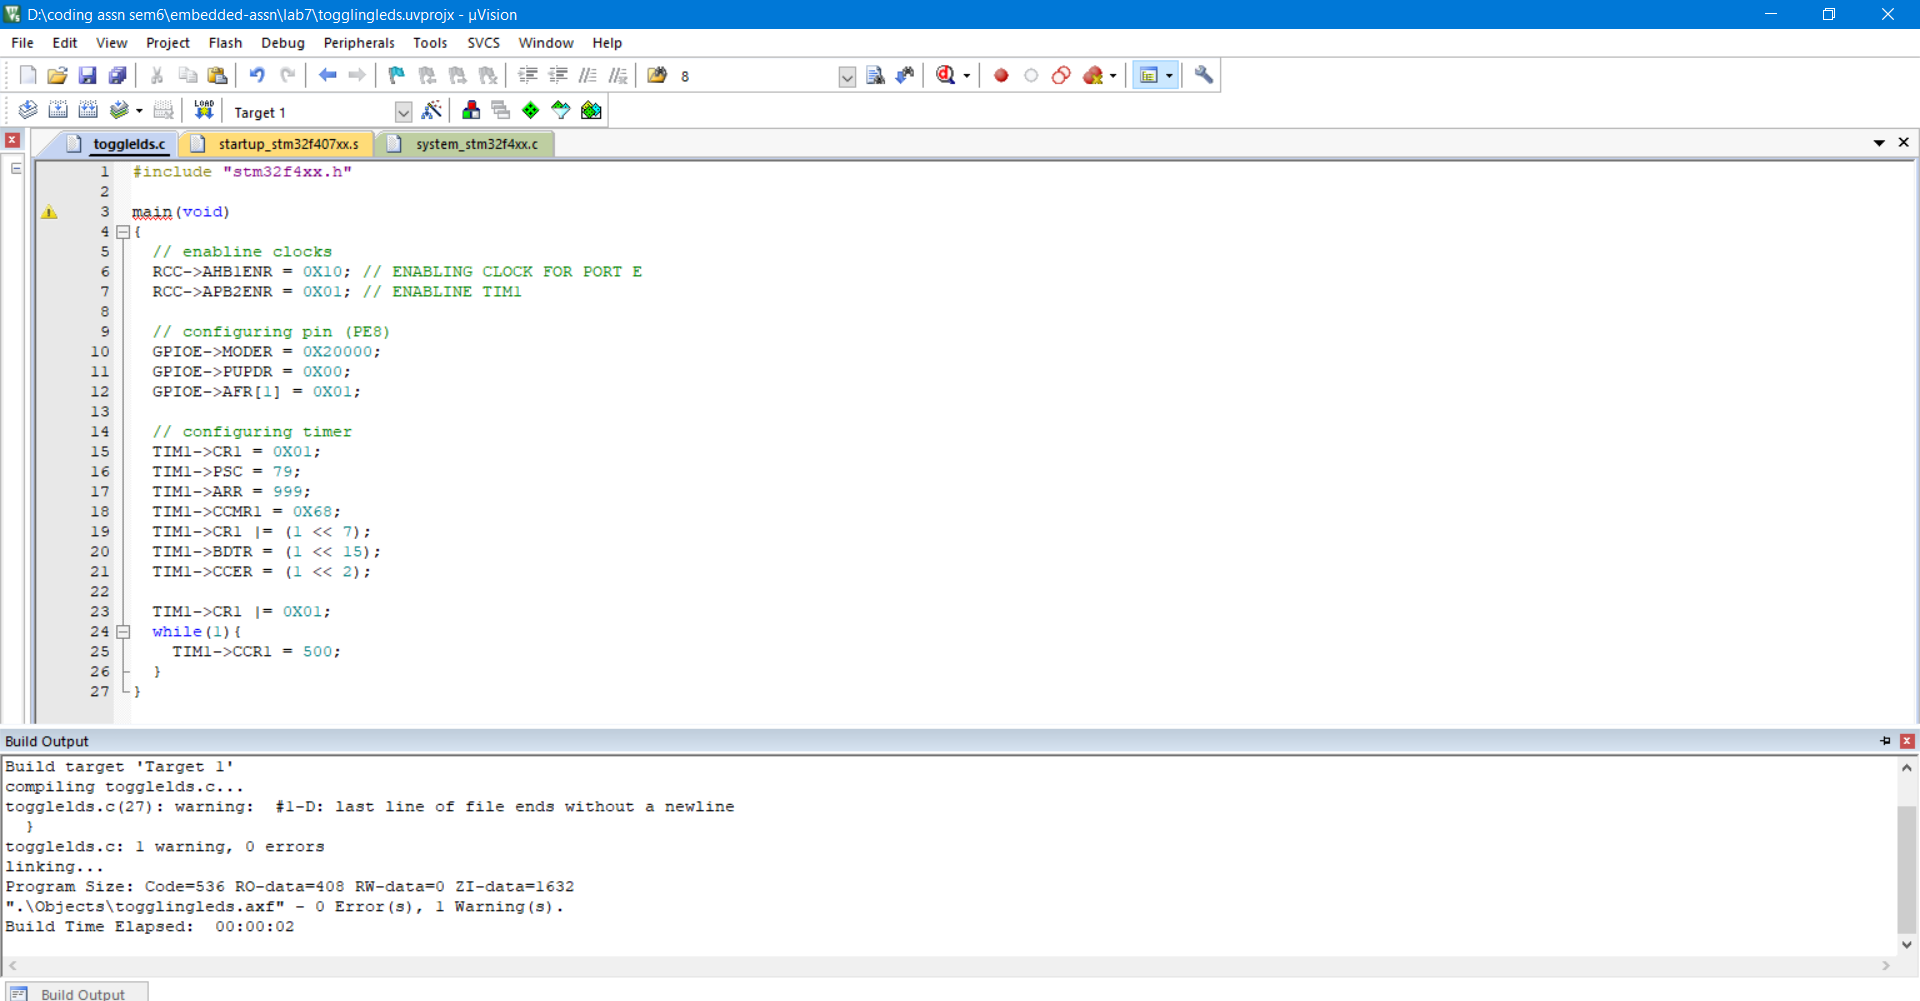 D:\coding assn sem6\embedded-assn\lab7\togglingleds.uvprojx - µVision
File Edit View Project Flash Debug Peripherals Tools SVCS Window Help
8
LOAD Target 1
togglelds.c startup_stm32f407xx.s system_stm32f4xx.c
1 #include "stm32f4xx.h"
2
3 main(void)
4 {
5 // enabline clocks
6 RCC->AHB1ENR = 0X10; // ENABLING CLOCK FOR PORT E
7 RCC->APB2ENR = 0X01; // ENABLINE TIM1
8
9 // configuring pin (PE8)
10 GPIOE->MODER = 0X20000;
11 GPIOE->PUPDR = 0X00;
12 GPIOE->AFR[1] = 0X01;
13
14 // configuring timer
15 TIM1->CR1 = 0X01;
16 TIM1->PSC = 79;
17 TIM1->ARR = 999;
18 TIM1->CCMR1 = 0X68;
19 TIM1->CR1 |= (1 << 7);
20 TIM1->BDTR = (1 << 15);
21 TIM1->CCER = (1 << 2);
22
23 TIM1->CR1 |= 0X01;
24 while(1){
25 TIM1->CCR1 = 500;
26 }
27 }
Build Output
Build target 'Target 1'
compiling togglelds.c...
togglelds.c(27): warning:  #1-D: last line of file ends without a newline
}
togglelds.c: 1 warning, 0 errors
linking...
Program Size: Code=536 RO-data=408 RW-data=0 ZI-data=1632
".\Objects\togglingleds.axf" - 0 Error(s), 1 Warning(s).
Build Time Elapsed:  00:00:02
Build Output